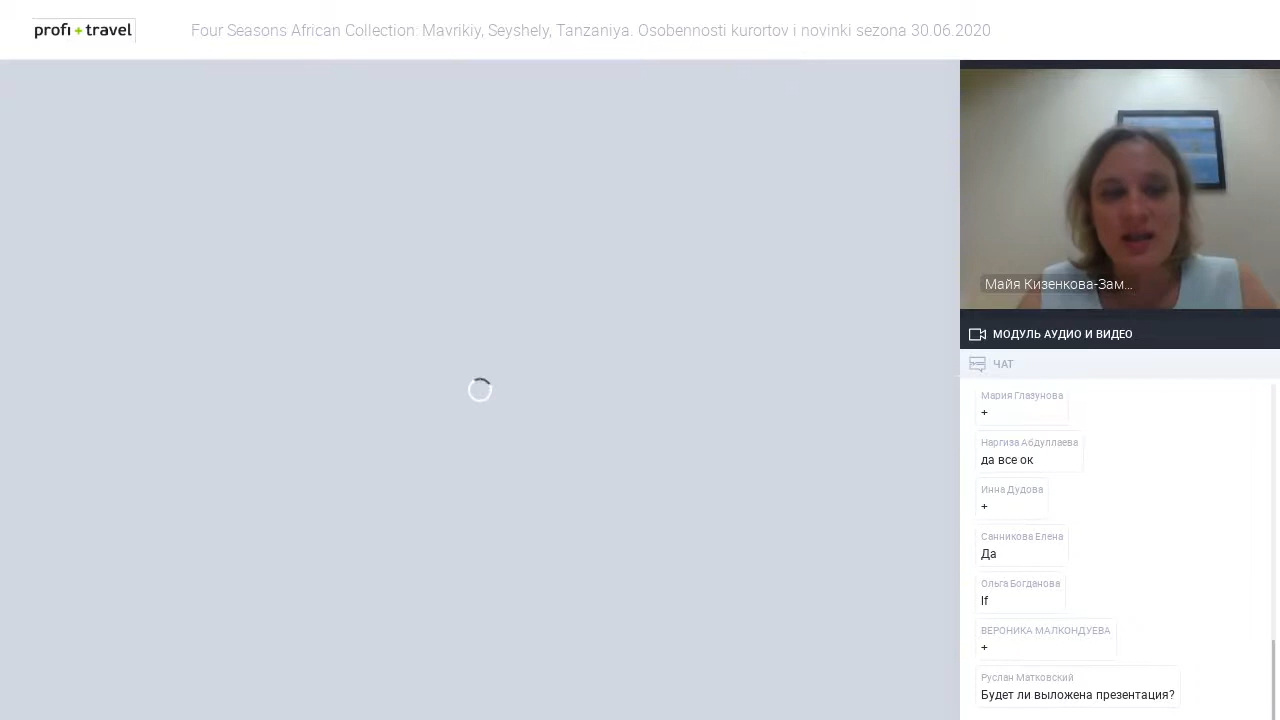 profi + travel
Four Seasons African Collection: Mavrikiy, Seyshely, Tanzaniya. Osobennosti kurortov i novinki sezona 30.06.2020
Майя Кизенкова-Зам...
МОДУЛЬ АУДИО И ВИДЕО
ЧАТ
Мария Глазунова
+
Наргиза Абдуллаева
да все ок
Инна Дудова
+
Санникова Елена
Да
Ольга Богданова
lf
ВЕРОНИКА МАЛКОНДУЕВА
+
Руслан Матковский
Будет ли выложена презентация?